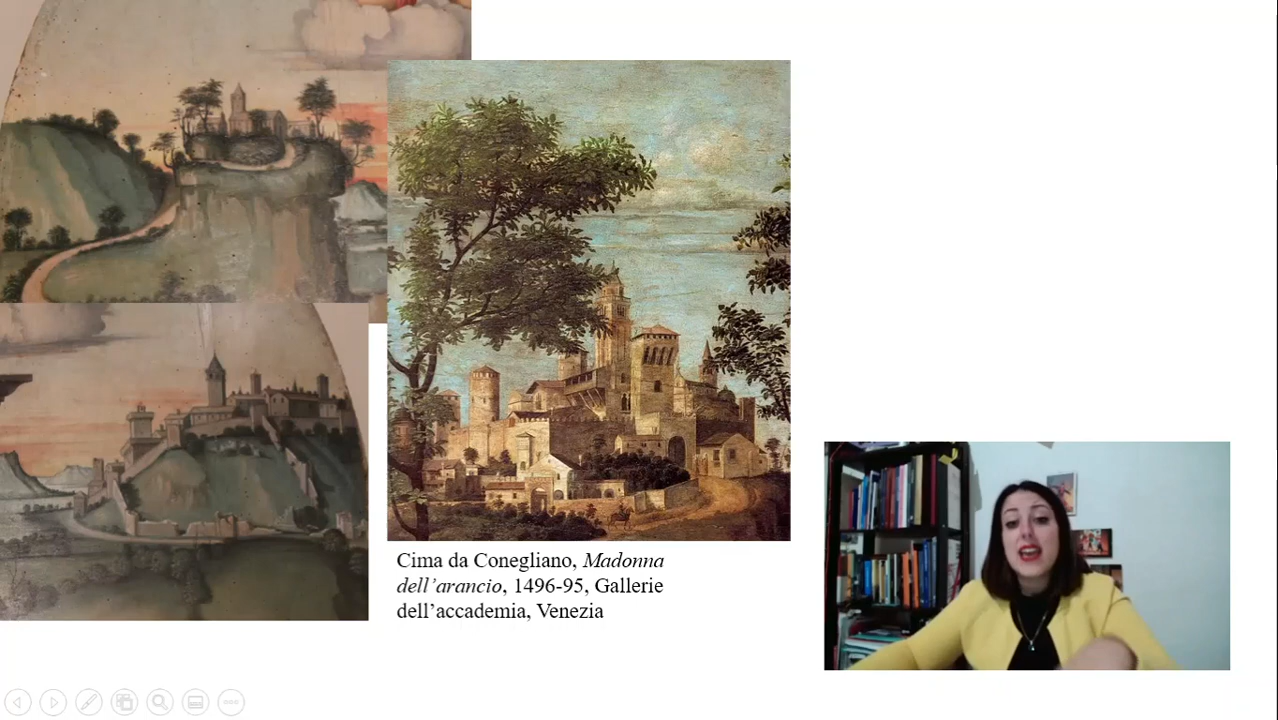 Cima da Conegliano, Madonna
dell’arancio, 1496-95, Gallerie
dell’accademia, Venezia